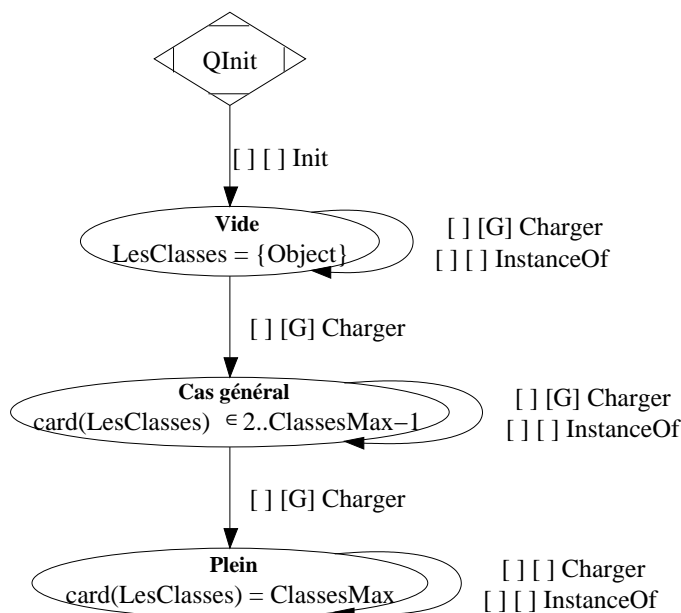 QInit
[ ] [ ] Init
Vide
LesClasses = {Object}
[ ] [G] Charger
[ ] [ ] InstanceOf
[ ] [G] Charger
Cas général
card(LesClasses) ∈2..ClassesMax−1
[ ] [G] Charger
[ ] [ ] InstanceOf
[ ] [G] Charger
Plein
card(LesClasses) = ClassesMax
[ ] [ ] Charger
[ ] [ ] InstanceOf